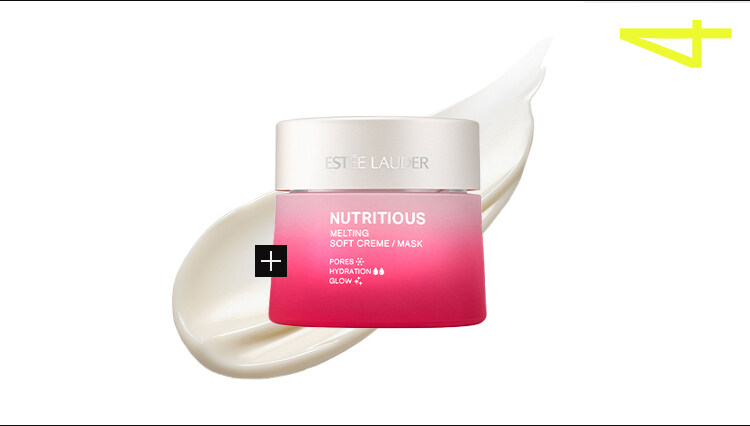 4
ESTĒE LAUDER
NUTRITIOUS
MELTING
SOFT CREME / MASK
PORES
HYDRATION
GLOW